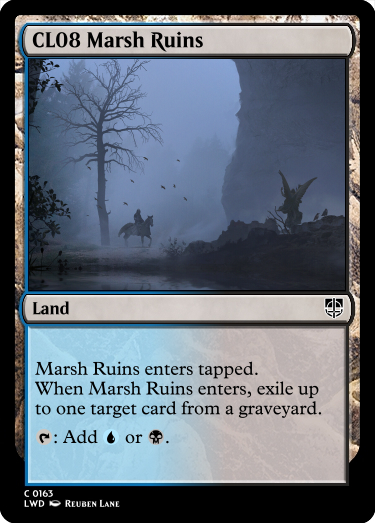 CL08 Marsh Ruins
Land
Marsh Ruins enters tapped.
When Marsh Ruins enters, exile up
to one target card from a graveyard.
: Add or .
C 0163
LWD Reuben Lane